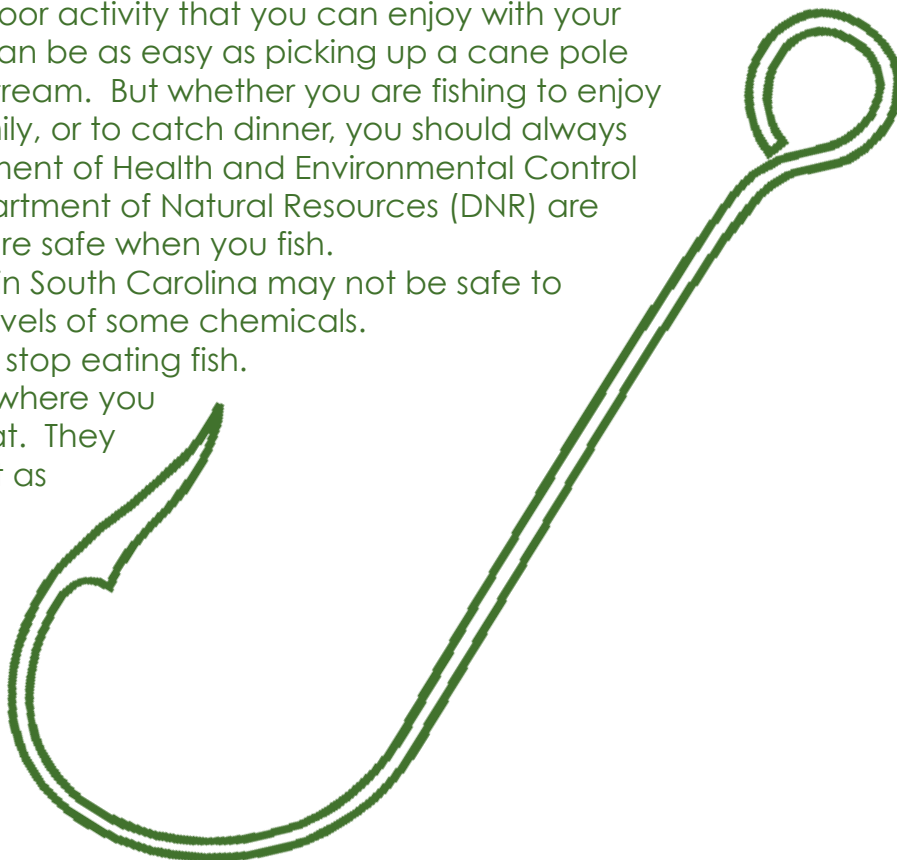 oor activity that you can enjoy with your
an be as easy as picking up a cane pole
ream.  But whether you are fishing to enjoy
ily, or to catch dinner, you should always
ment of Health and Environmental Control
artment of Natural Resources (DNR) are
re safe when you fish.
in South Carolina may not be safe to
vels of some chemicals.
stop eating fish.
where you
at.  They
as